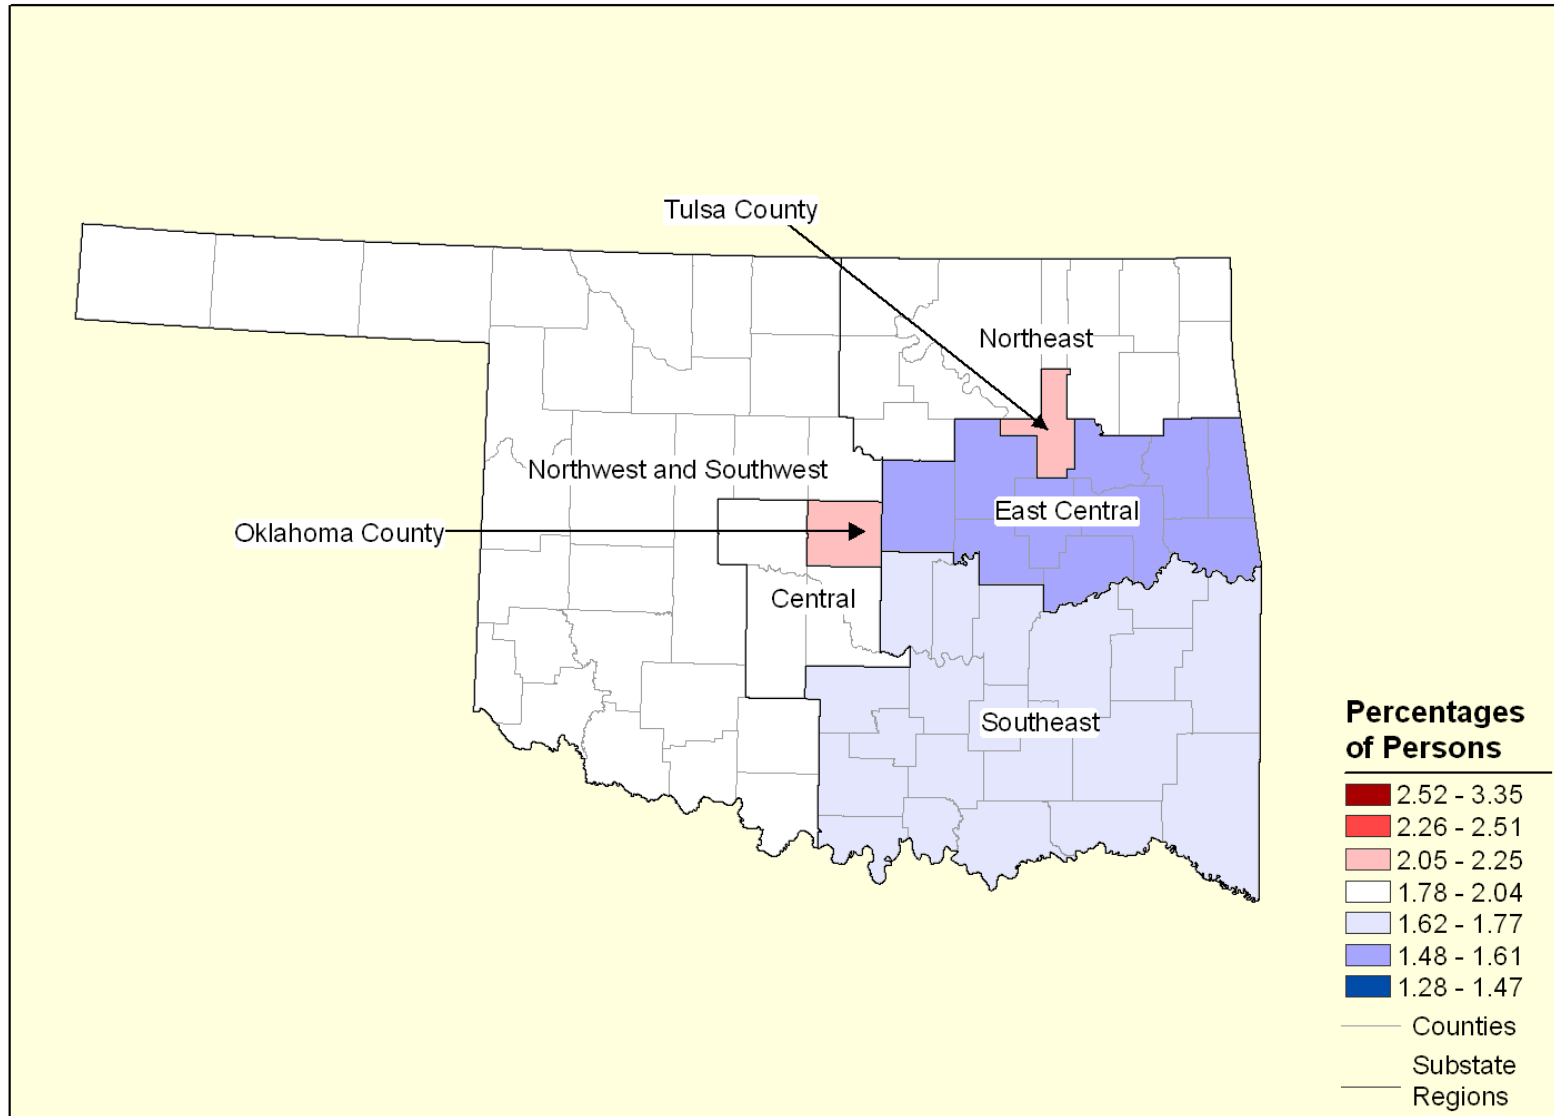 Tulsa County
Northeast
Northwest and Southwest
East Central
Oklahoma County
Central
Southeast
Percentages
of Persons
2.52 - 3.35
2.26 - 2.51
2.05 - 2.25
1.78 - 2.04
1.62 - 1.77
1.48 - 1.61
1.28 - 1.47
Counties
Substate
Regions